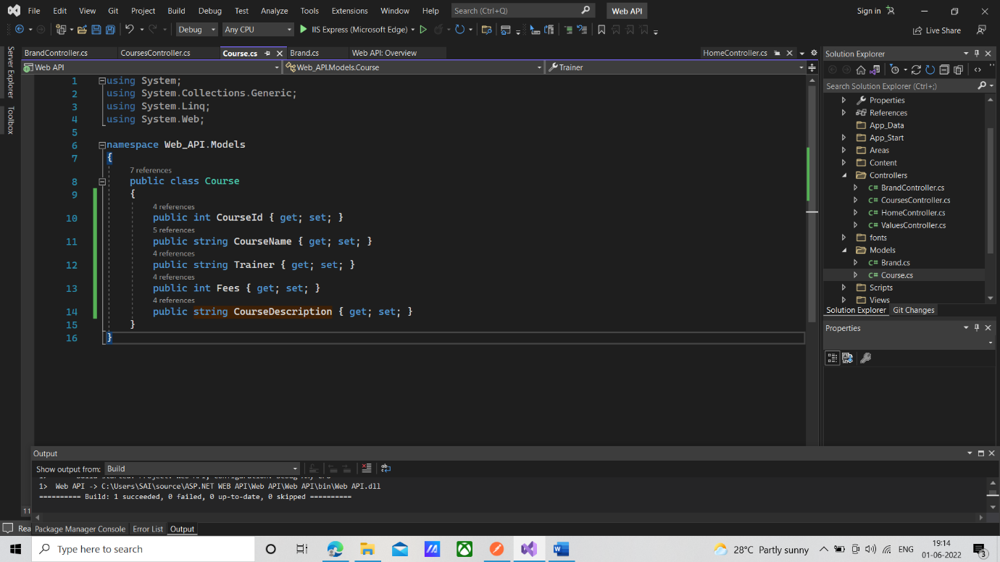 File Edit View Git Project Build Debug Test Analyze Tools Extensions Window Help Search (Ctrl+Q) Web API Sign in
Debug Any CPU IIS Express (Microsoft Edge) Live Share
BrandController.cs CoursesController.cs Course.cs Brand.cs Web API: Overview HomeController.cs
Web API Web_API.Models.Course Trainer
Server Explorer
Toolbox
1 using System;
2 using System.Collections.Generic;
3 using System.Linq;
4 using System.Web;
5
6 namespace Web_API.Models
7 {
7 references
8 public class Course
9 {
4 references
10 public int CourseId { get; set; }
5 references
11 public string CourseName { get; set; }
4 references
12 public string Trainer { get; set; }
4 references
13 public int Fees { get; set; }
4 references
14 public string CourseDescription { get; set; }
15 }
16 }
Solution Explorer
Search Solution Explorer (Ctrl+;)
Properties
References
App_Data
App_Start
Areas
Content
Controllers
C# BrandController.cs
C# CoursesController.cs
C# HomeController.cs
C# ValuesController.cs
fonts
Models
C# Brand.cs
C# Course.cs
Scripts
Views
Solution Explorer Git Changes
Properties
Output
Show output from: Build
1> Web API -> C:\Users\SAI\source\ASP.NET WEB API\Web API\Web API\bin\Web API.dll
========== Build: 1 succeeded, 0 failed, 0 up-to-date, 0 skipped ==========
11
Rea Package Manager Console Error List Output
Type here to search 28°C Partly sunny ENG 19:14
01-06-2022 3